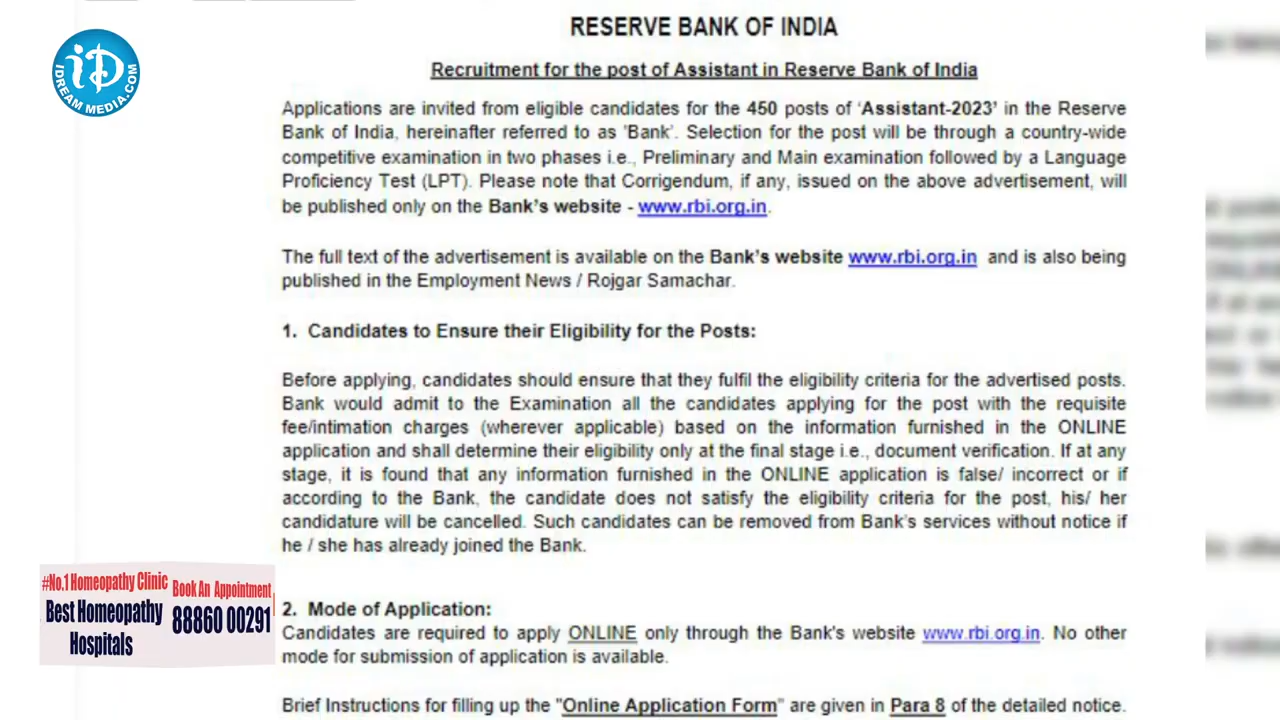 iD
IDREAM MEDIA.COM
RESERVE BANK OF INDIA
Recruitment for the post of Assistant in Reserve Bank of India
Applications are invited from eligible candidates for the 450 posts of ‘Assistant-2023’ in the Reserve
Bank of India, hereinafter referred to as 'Bank'. Selection for the post will be through a country-wide
competitive examination in two phases i.e., Preliminary and Main examination followed by a Language
Proficiency Test (LPT). Please note that Corrigendum, if any, issued on the above advertisement, will
be published only on the Bank's website - www.rbi.org.in.
The full text of the advertisement is available on the Bank's website www.rbi.org.in and is also being
published in the Employment News / Rojgar Samachar.
1. Candidates to Ensure their Eligibility for the Posts:
Before applying, candidates should ensure that they fulfil the eligibility criteria for the advertised posts.
Bank would admit to the Examination all the candidates applying for the post with the requisite
fee/intimation charges (wherever applicable) based on the information furnished in the ONLINE
application and shall determine their eligibility only at the final stage i.e., document verification. If at any
stage, it is found that any information furnished in the ONLINE application is false/ incorrect or if
according to the Bank, the candidate does not satisfy the eligibility criteria for the post, his/ her
candidature will be cancelled. Such candidates can be removed from Bank's services without notice if
he / she has already joined the Bank.
#No.1 Homeopathy Clinic
Best Homeopathy
Hospitals
Book An Appointment
88860 00291
2. Mode of Application:
Candidates are required to apply ONLINE only through the Bank's website www.rbi.org.in. No other
mode for submission of application is available.
Brief Instructions for filling up the "Online Application Form" are given in Para 8 of the detailed notice.